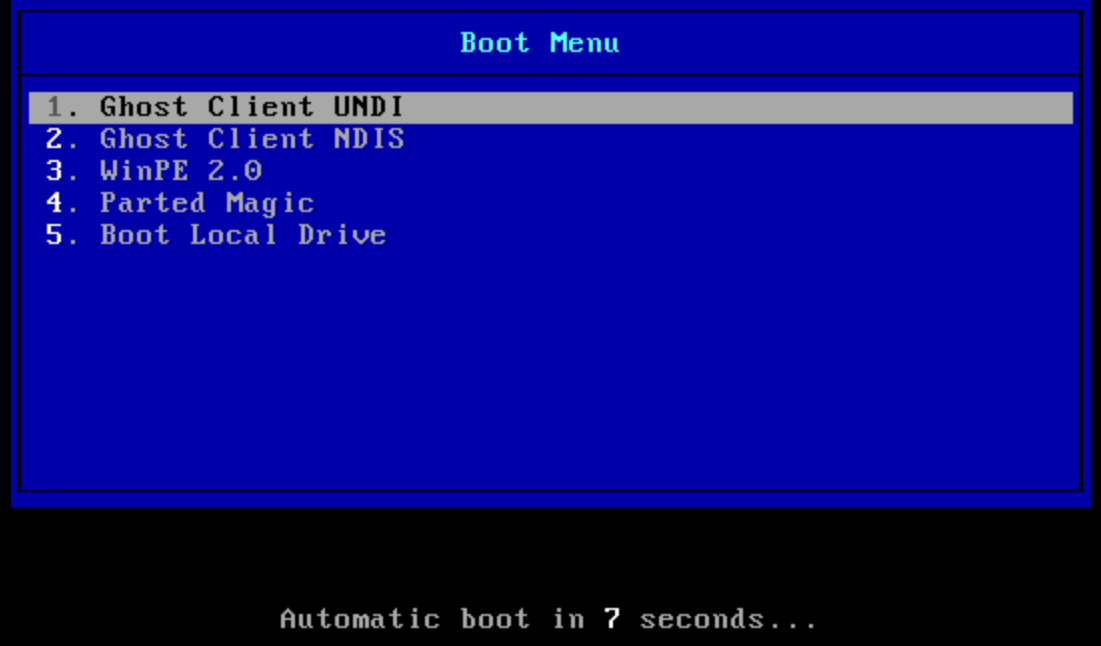 Boot Menu
1. Ghost Client UNDI
2. Ghost Client NDIS
3. WinPE 2.0
4. Parted Magic
5. Boot Local Drive
Automatic boot in 7 seconds...